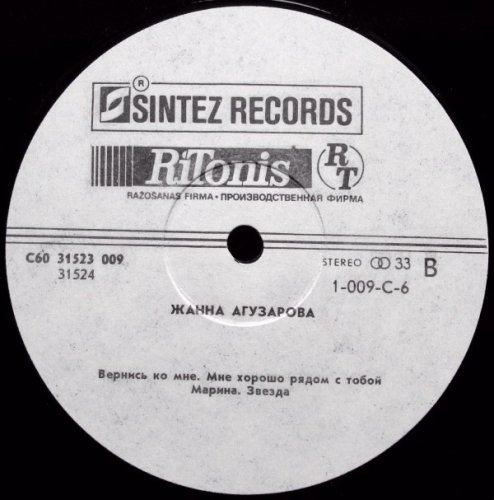 ®
SINTEZ RECORDS
RiTonis RT
RAŽOŠANAS FIRMA • ПРОИЗВОДСТВЕННАЯ ФИРМА
С60 31523 009
31524
STEREO 33 B
1-009-C-6
ЖАННА АГУЗАРОВА
Вернись ко мне. Мне хорошо рядом с тобой
Марина. Звезда